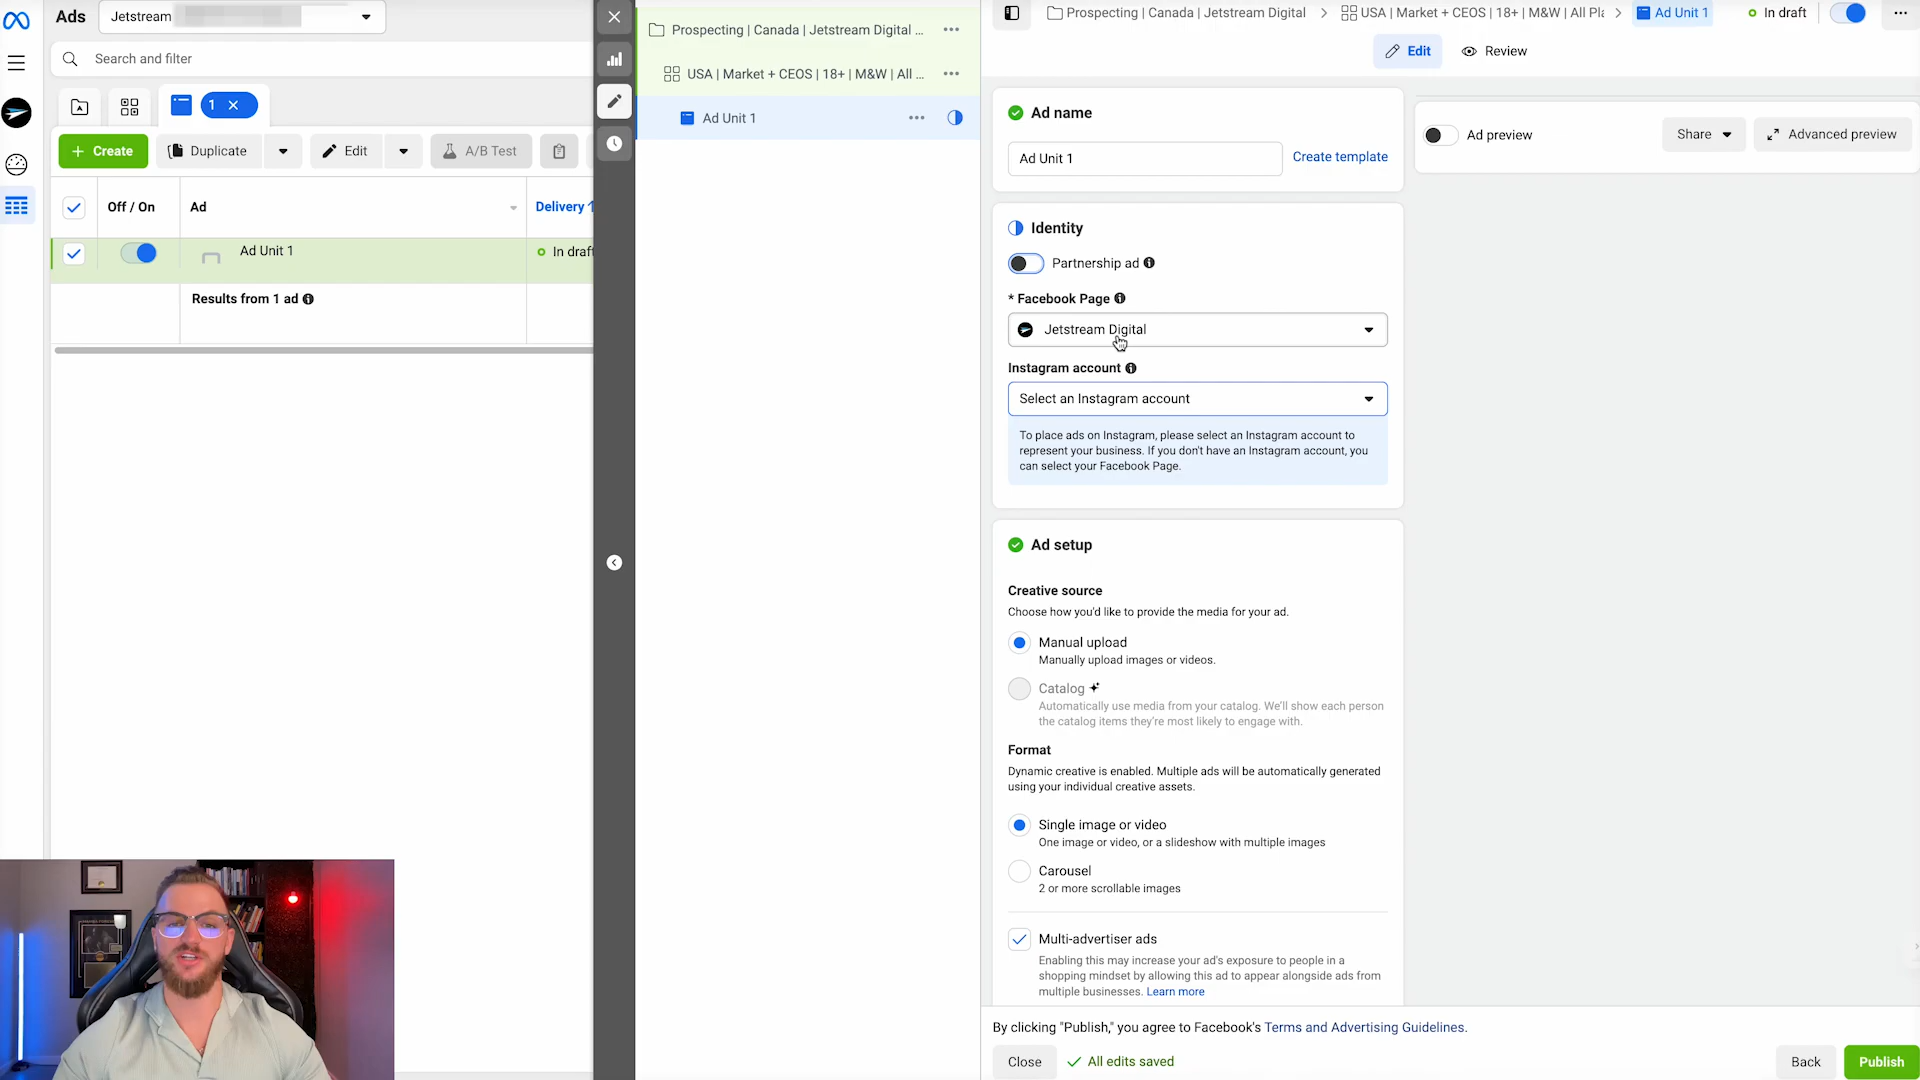 Ads
Jetstream
Search and filter
1
Create
Duplicate
Edit
A/B Test
Off / On
Ad
Delivery
Ad Unit 1
In draft
Results from 1 ad
Prospecting | Canada | Jetstream Digital ...
USA | Market + CEOS | 18+ | M&W | All ...
Ad Unit 1
Prospecting | Canada | Jetstream Digital
USA | Market + CEOS | 18+ | M&W | All Pla
Ad Unit 1
In draft
Edit
Review
Ad name
Ad Unit 1
Create template
Identity
Partnership ad
* Facebook Page
Jetstream Digital
Instagram account
Select an Instagram account
To place ads on Instagram, please select an Instagram account to
represent your business. If you don't have an Instagram account, you
can select your Facebook Page.
Ad setup
Creative source
Choose how you'd like to provide the media for your ad.
Manual upload
Manually upload images or videos.
Catalog
Automatically use media from your catalog. We'll show each person
the catalog items they're most likely to engage with.
Format
Dynamic creative is enabled. Multiple ads will be automatically generated
using your individual creative assets.
Single image or video
One image or video, or a slideshow with multiple images
Carousel
2 or more scrollable images
Multi-advertiser ads
Enabling this may increase your ad's exposure to people in a
shopping mindset by allowing this ad to appear alongside ads from
multiple businesses. Learn more
By clicking "Publish," you agree to Facebook's Terms and Advertising Guidelines.
Close
All edits saved
Back
Publish
Ad preview
Share
Advanced preview